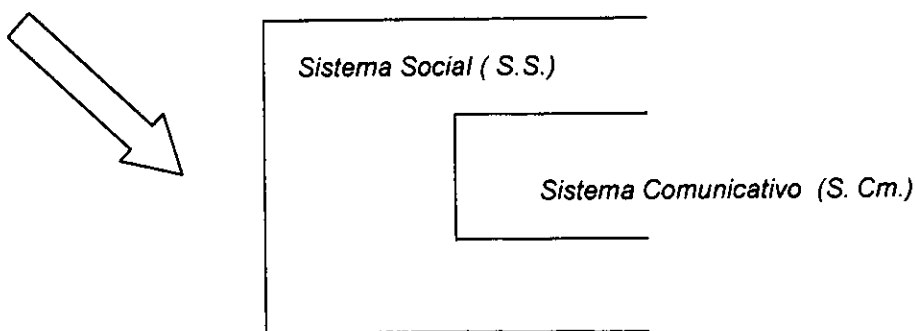 Sistema Social ( S.S.)
Sistema Comunicativo (S. Cm.)